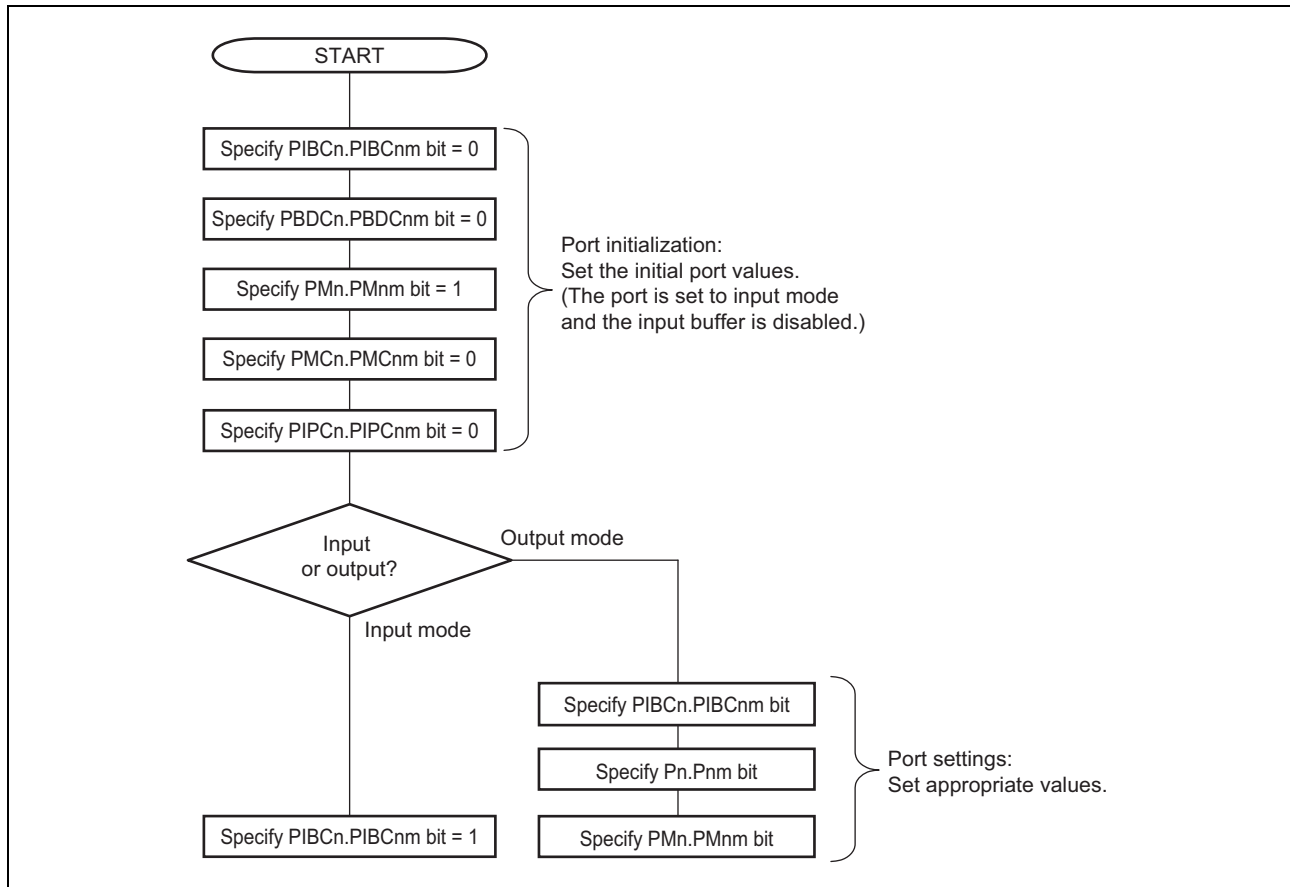 START
Specify PIBCn.PIBCnm bit = 0
Specify PBDCn.PBDCnm bit = 0
Specify PMn.PMnm bit = 1
Specify PMCn.PMCnm bit = 0
Specify PIPCn.PIPCnm bit = 0
Port initialization:
Set the initial port values.
(The port is set to input mode
and the input buffer is disabled.)
Input
or output?
Output mode
Input mode
Specify PIBCn.PIBCnm bit = 1
Specify PIBCn.PIBCnm bit
Specify Pn.Pnm bit
Specify PMn.PMnm bit
Port settings:
Set appropriate values.